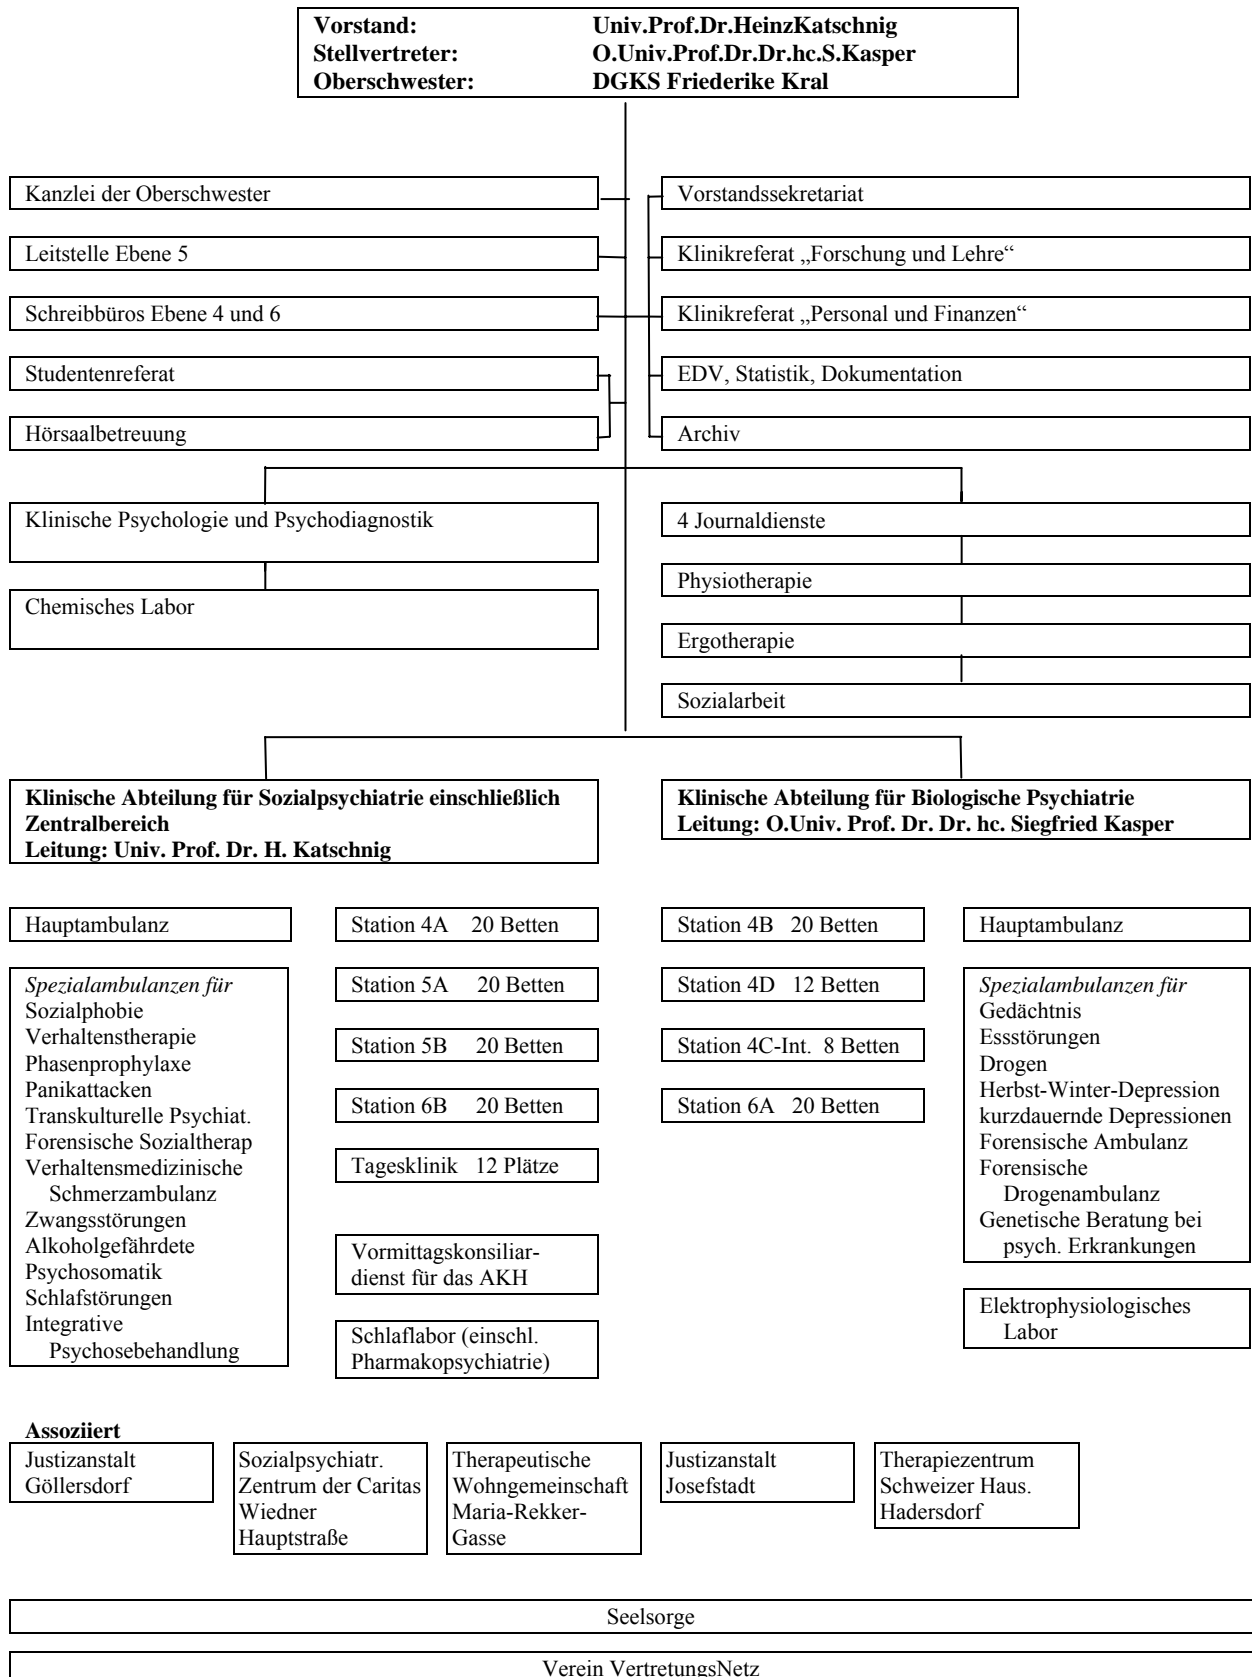 Vorstand: Univ.Prof.Dr.HeinzKatschnig
Stellvertreter: O.Univ.Prof.Dr.Dr.hc.S.Kasper
Oberschwester: DGKS Friederike Kral
Kanzlei der Oberschwester
Vorstandssekretariat
Leitstelle Ebene 5
Klinikreferat „Forschung und Lehre“
Schreibbüros Ebene 4 und 6
Klinikreferat „Personal und Finanzen“
Studentenreferat
EDV, Statistik, Dokumentation
Hörsaalbetreuung
Archiv
Klinische Psychologie und Psychodiagnostik
Chemisches Labor
4 Journaldienste
Physiotherapie
Ergotherapie
Sozialarbeit
Klinische Abteilung für Sozialpsychiatrie einschließlich
Zentralbereich
Leitung: Univ. Prof. Dr. H. Katschnig
Klinische Abteilung für Biologische Psychiatrie
Leitung: O.Univ. Prof. Dr. Dr. hc. Siegfried Kasper
Hauptambulanz
Spezialambulanzen für
Sozialphobie
Verhaltenstherapie
Phasenprophylaxe
Panikattacken
Transkulturelle Psychiat.
Forensische Sozialtherap
Verhaltensmedizinische
Schmerzambulanz
Zwangsstörungen
Alkoholgefährdete
Psychosomatik
Schlafstörungen
Integrative
Psychosebehandlung
Station 4A 20 Betten
Station 5A 20 Betten
Station 5B 20 Betten
Station 6B 20 Betten
Tagesklinik 12 Plätze
Vormittagskonsiliar-
dienst für das AKH
Schlaflabor (einschl.
Pharmakopsychiatrie)
Station 4B 20 Betten
Station 4D 12 Betten
Station 4C-Int. 8 Betten
Station 6A 20 Betten
Hauptambulanz
Spezialambulanzen für
Gedächtnis
Essstörungen
Drogen
Herbst-Winter-Depression
kurzdauernde Depressionen
Forensische Ambulanz
Forensische
Drogenambulanz
Genetische Beratung bei
psych. Erkrankungen
Elektrophysiologisches
Labor
Assoziiert
Justizanstalt
Göllersdorf
Sozialpsychiatr.
Zentrum der Caritas
Wiedner
Hauptstraße
Therapeutische
Wohngemeinschaft
Maria-Rekker-
Gasse
Justizanstalt
Josefstadt
Therapiezentrum
Schweizer Haus.
Hadersdorf
Seelsorge
Verein VertretungsNetz